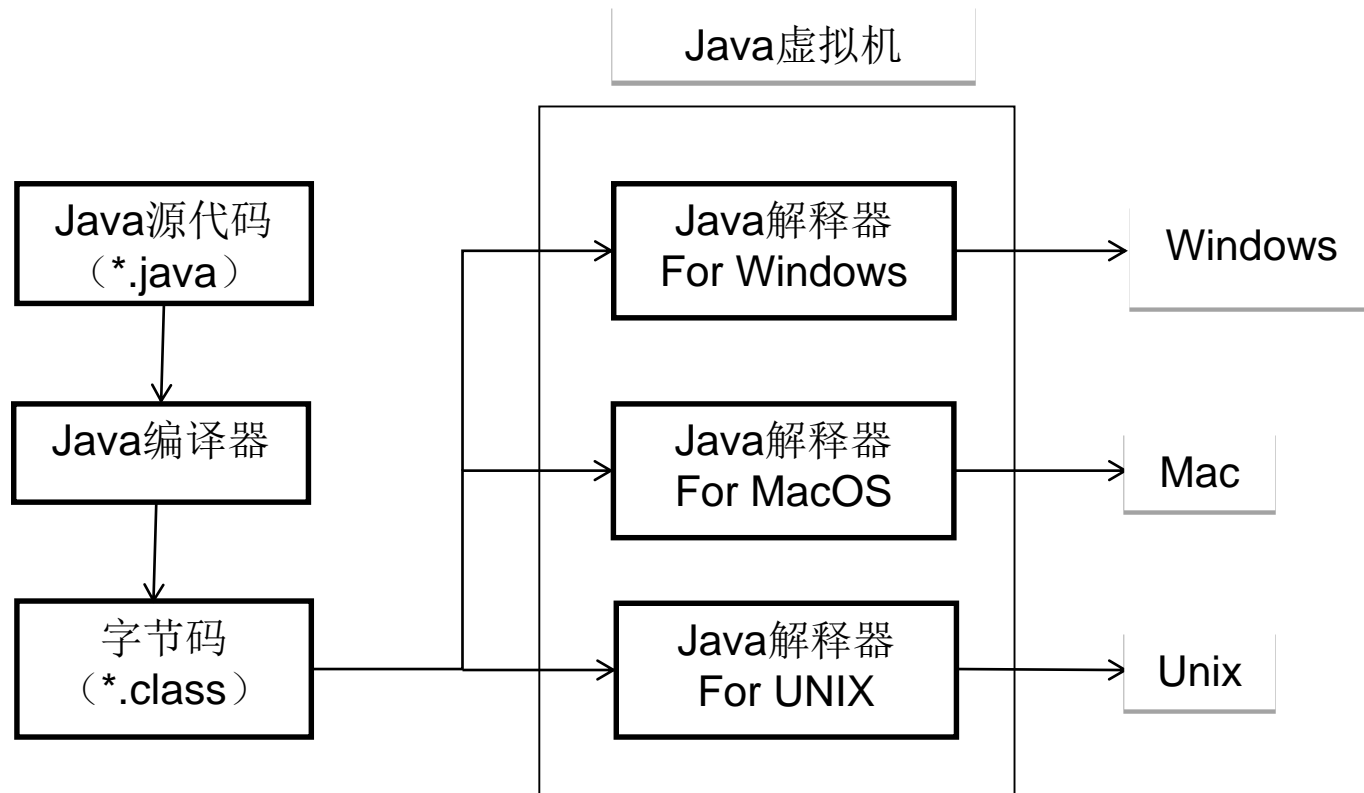 Java虚拟机
Java源代码
（*.java）
Java编译器
字节码
（*.class）
Java解释器
For Windows
Windows
Java解释器
For MacOS
Mac
Java解释器
For UNIX
Unix